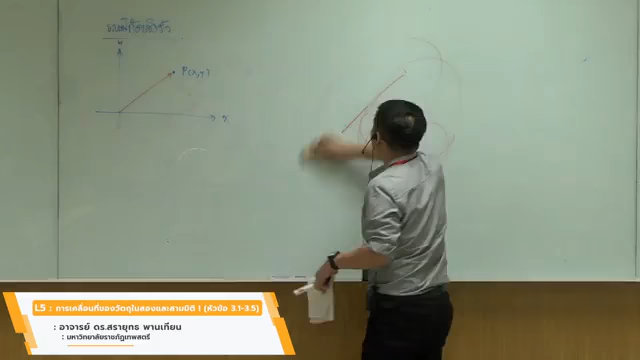 y
P(x,y)
x
L5 : การเคลื่อนที่ของวัตถุในสองและสามมิติ I (หัวข้อ 3.1-3.5)
: อาจารย์ ดร.สรายุทธ พานเทียน
: มหาวิทยาลัยราชภัฏเทพสตรี